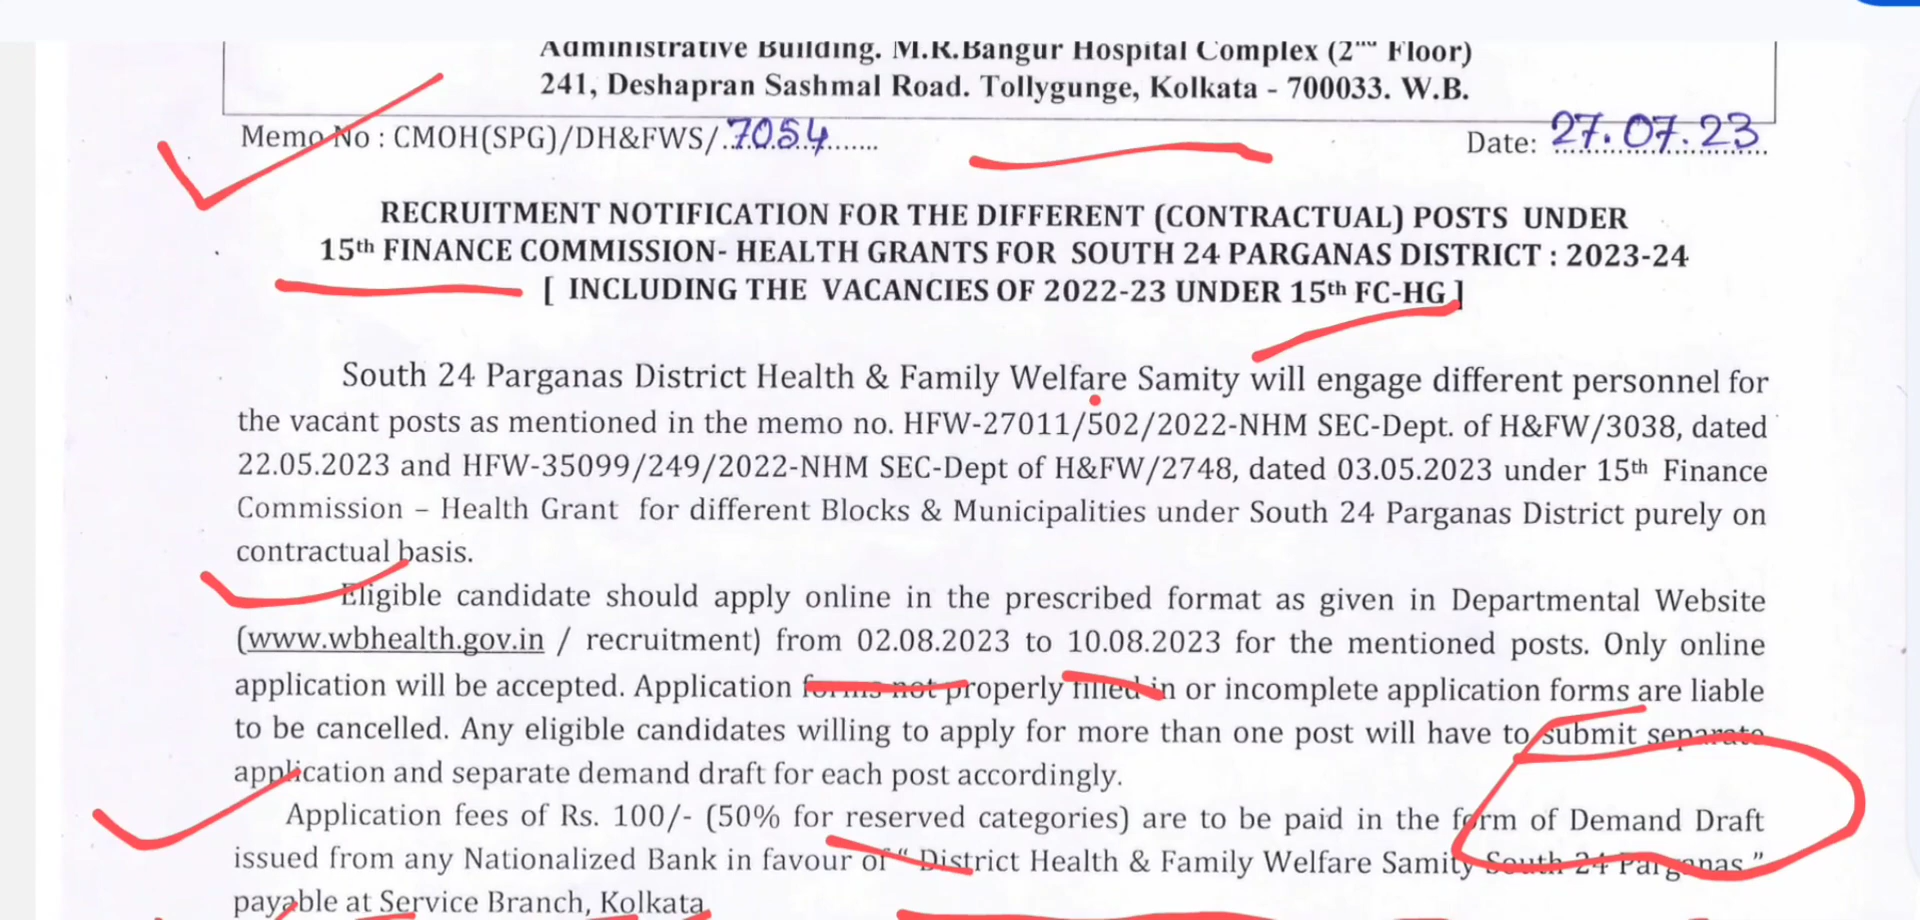 Administrative Building. M.R.Bangur Hospital Complex (2nd Floor)
241, Deshapran Sashmal Road. Tollygunge, Kolkata - 700033. W.B.
Memo No : CMOH(SPG)/DH&FWS/.7054....... Date: 27.07.23
RECRUITMENT NOTIFICATION FOR THE DIFFERENT (CONTRACTUAL) POSTS UNDER
15th FINANCE COMMISSION- HEALTH GRANTS FOR SOUTH 24 PARGANAS DISTRICT : 2023-24
[ INCLUDING THE VACANCIES OF 2022-23 UNDER 15th FC-HG ]
South 24 Parganas District Health & Family Welfare Samity will engage different personnel for
the vacant posts as mentioned in the memo no. HFW-27011/502/2022-NHM SEC-Dept. of H&FW/3038, dated
22.05.2023 and HFW-35099/249/2022-NHM SEC-Dept of H&FW/2748, dated 03.05.2023 under 15th Finance
Commission – Health Grant for different Blocks & Municipalities under South 24 Parganas District purely on
contractual basis.
Eligible candidate should apply online in the prescribed format as given in Departmental Website
(www.wbhealth.gov.in / recruitment) from 02.08.2023 to 10.08.2023 for the mentioned posts. Only online
application will be accepted. Application forms not properly filled in or incomplete application forms are liable
to be cancelled. Any eligible candidates willing to apply for more than one post will have to submit separate
application and separate demand draft for each post accordingly.
Application fees of Rs. 100/- (50% for reserved categories) are to be paid in the form of Demand Draft
issued from any Nationalized Bank in favour of “ District Health & Family Welfare Samity South 24 Parganas ”
payable at Service Branch, Kolkata.